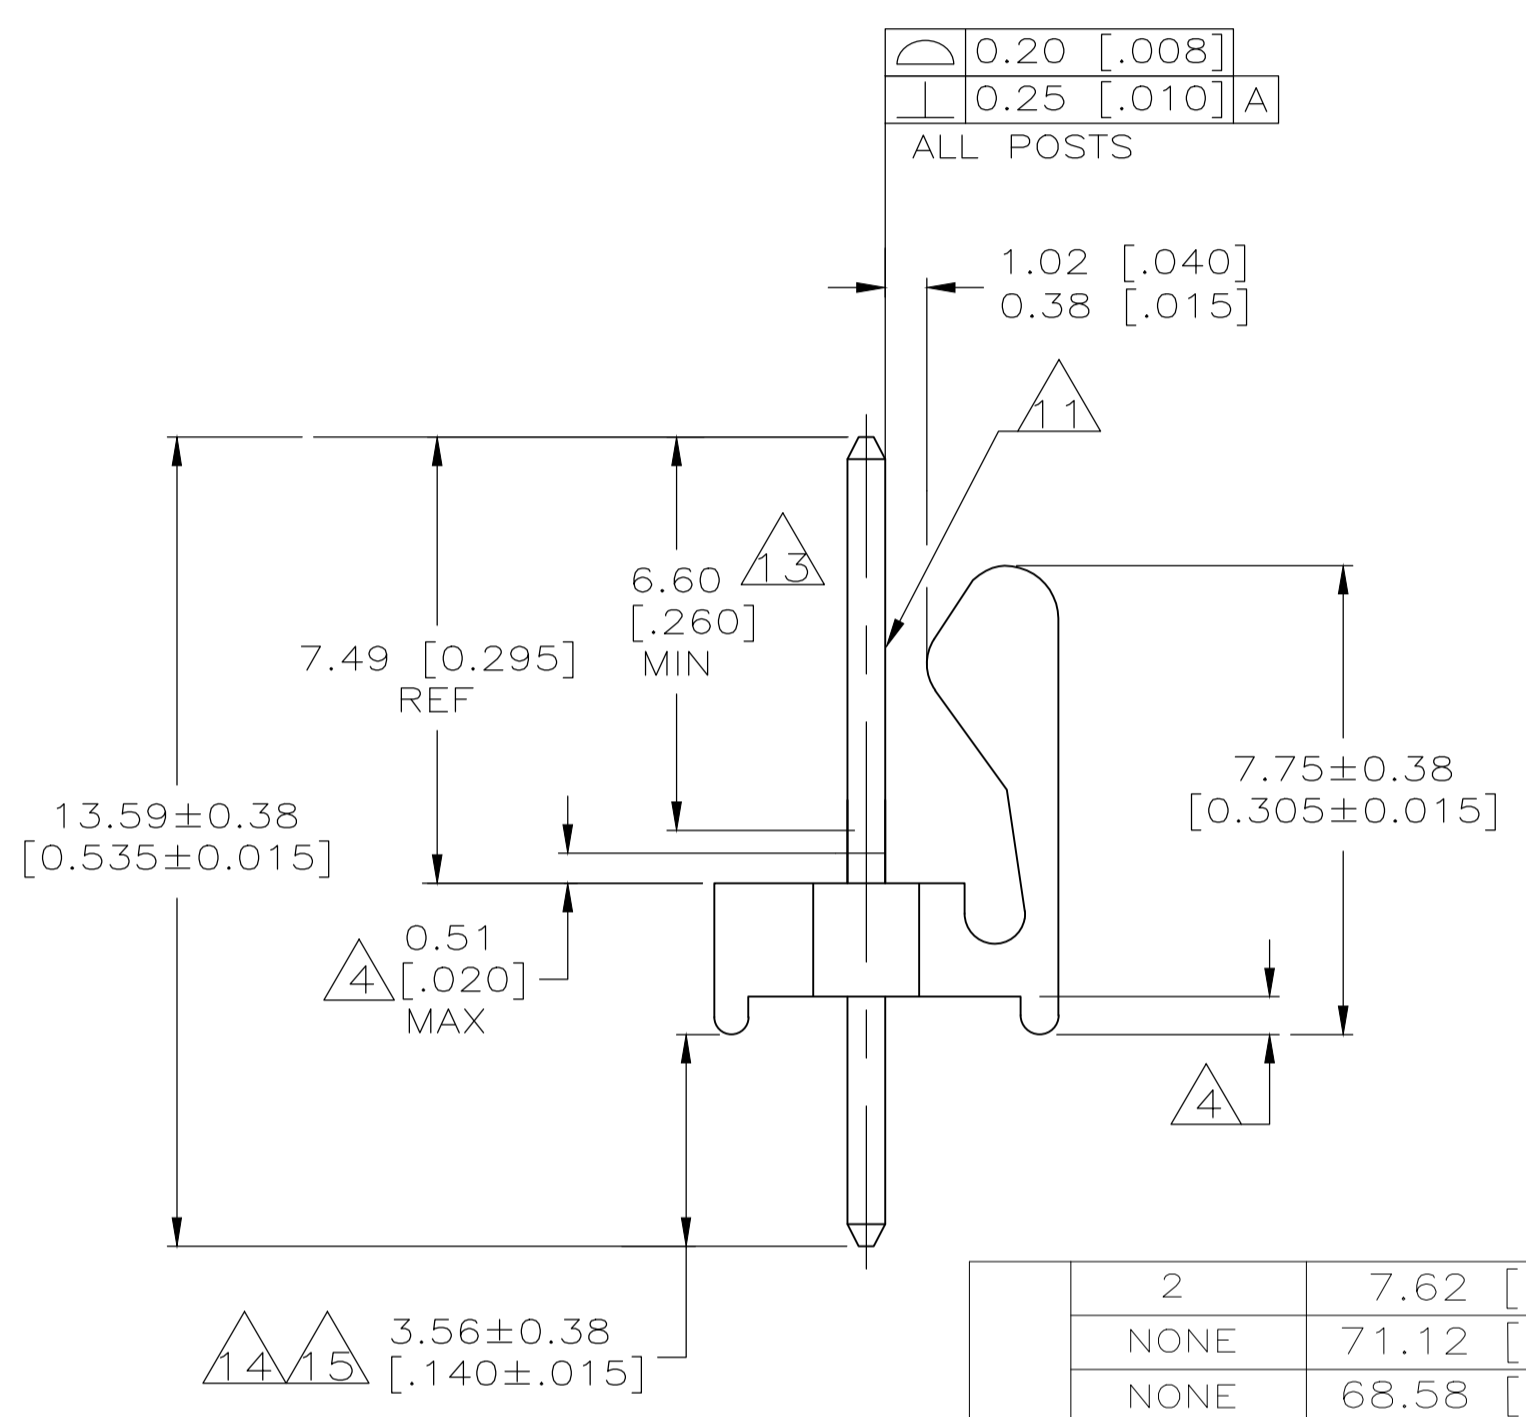 0.20 [.008]
0.25 [.010] A
ALL POSTS
1.02 [.040]
0.38 [.015]
11
13
6.60
[.260]
MIN
7.49 [0.295]
REF
7.75±0.38
[0.305±0.015]
13.59±0.38
[0.535±0.015]
4
0.51
[.020]
MAX
4
14 15
3.56±0.38
[.140±.015]
2 7.62 [
NONE 71.12 [
NONE 68.58 [